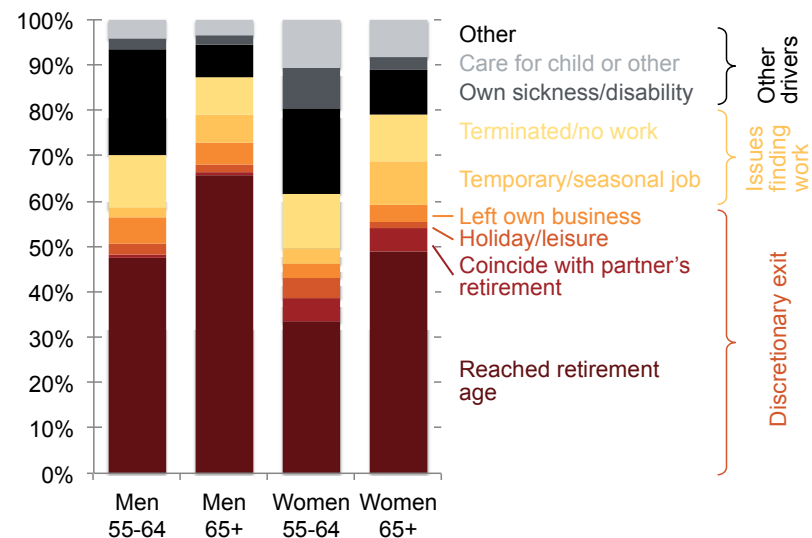 100%
90%
80%
70%
60%
50%
40%
30%
20%
10%
0%
Men
55-64
Men
65+
Women
55-64
Women
65+
Other
Care for child or other
Own sickness/disability
Terminated/no work
Temporary/seasonal job
Left own business
Holiday/leisure
Coincide with partner's
retirement
Reached retirement
age
Other
drivers
Issues
finding
work
Discretionary exit